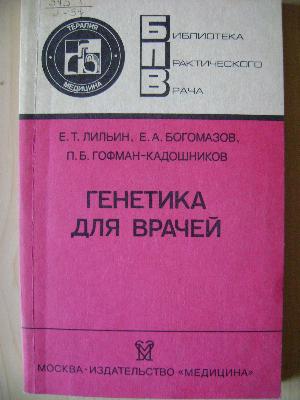 ТЕРАПИЯ
МЕДИЦИНА
БИБЛИОТЕКА
ПРАКТИЧЕСКОГО
ВРАЧА
Е. Т. ЛИЛЬИН, Е. А. БОГОМАЗОВ,
П. Б. ГОФМАН-КАДОШНИКОВ
ГЕНЕТИКА
ДЛЯ ВРАЧЕЙ
МОСКВА · ИЗДАТЕЛЬСТВО «МЕДИЦИНА»